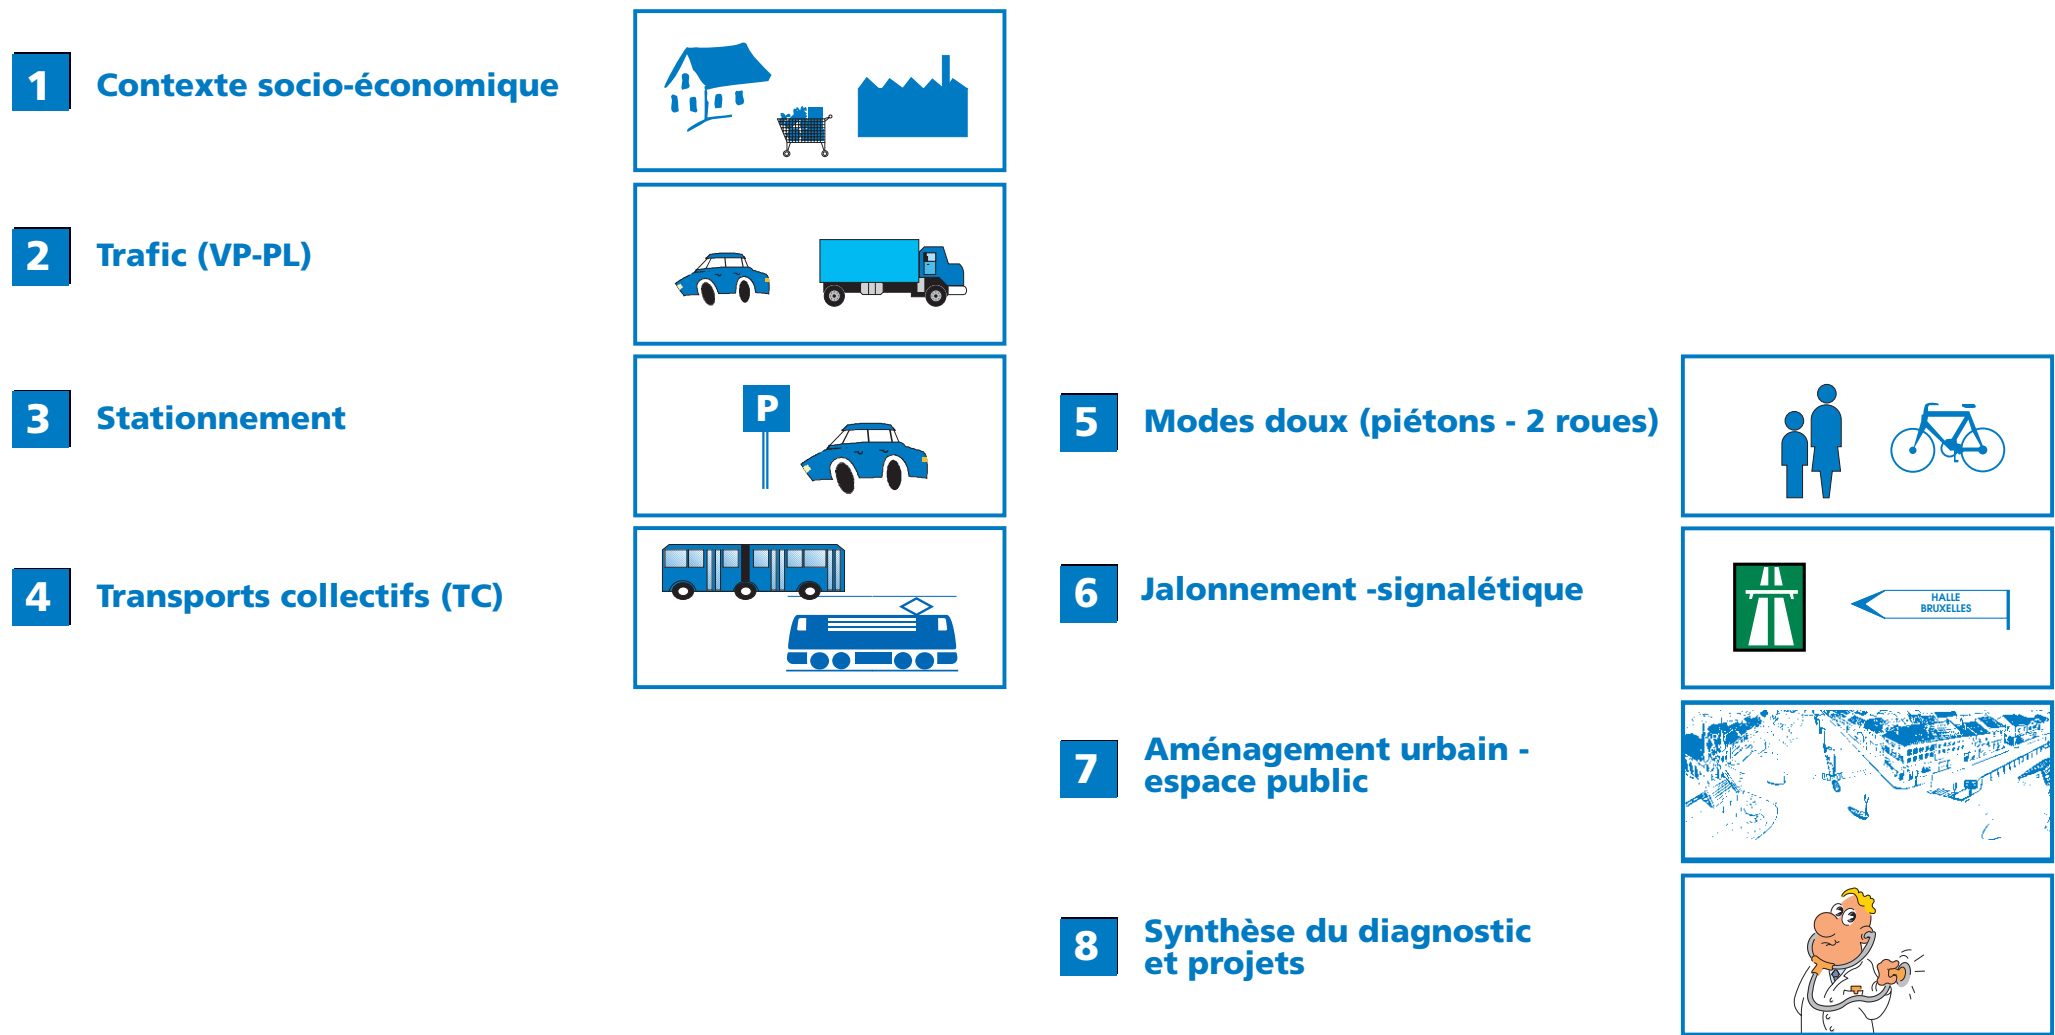 1 Contexte socio-économique
2 Trafic (VP-PL)
3 Stationnement
P
4 Transports collectifs (TC)
5 Modes doux (piétons - 2 roues)
6 Jalonnement -signalétique
HALLE
BRUXELLES
7 Aménagement urbain -
espace public
8 Synthèse du diagnostic
et projets